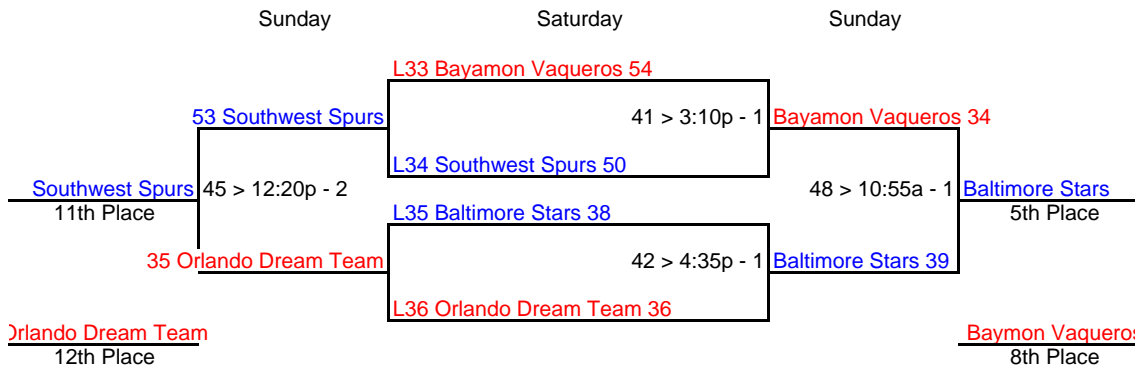 Sunday Saturday Sunday
L33 Bayamon Vaqueros 54
53 Southwest Spurs 41 > 3:10p - 1 Bayamon Vaqueros 34
L34 Southwest Spurs 50
Southwest Spurs 45 > 12:20p - 2 48 > 10:55a - 1 Baltimore Stars
11th Place L35 Baltimore Stars 38 5th Place
35 Orlando Dream Team 42 > 4:35p - 1 Baltimore Stars 39
L36 Orlando Dream Team 36
Orlando Dream Team Baymon Vaqueros
12th Place 8th Place